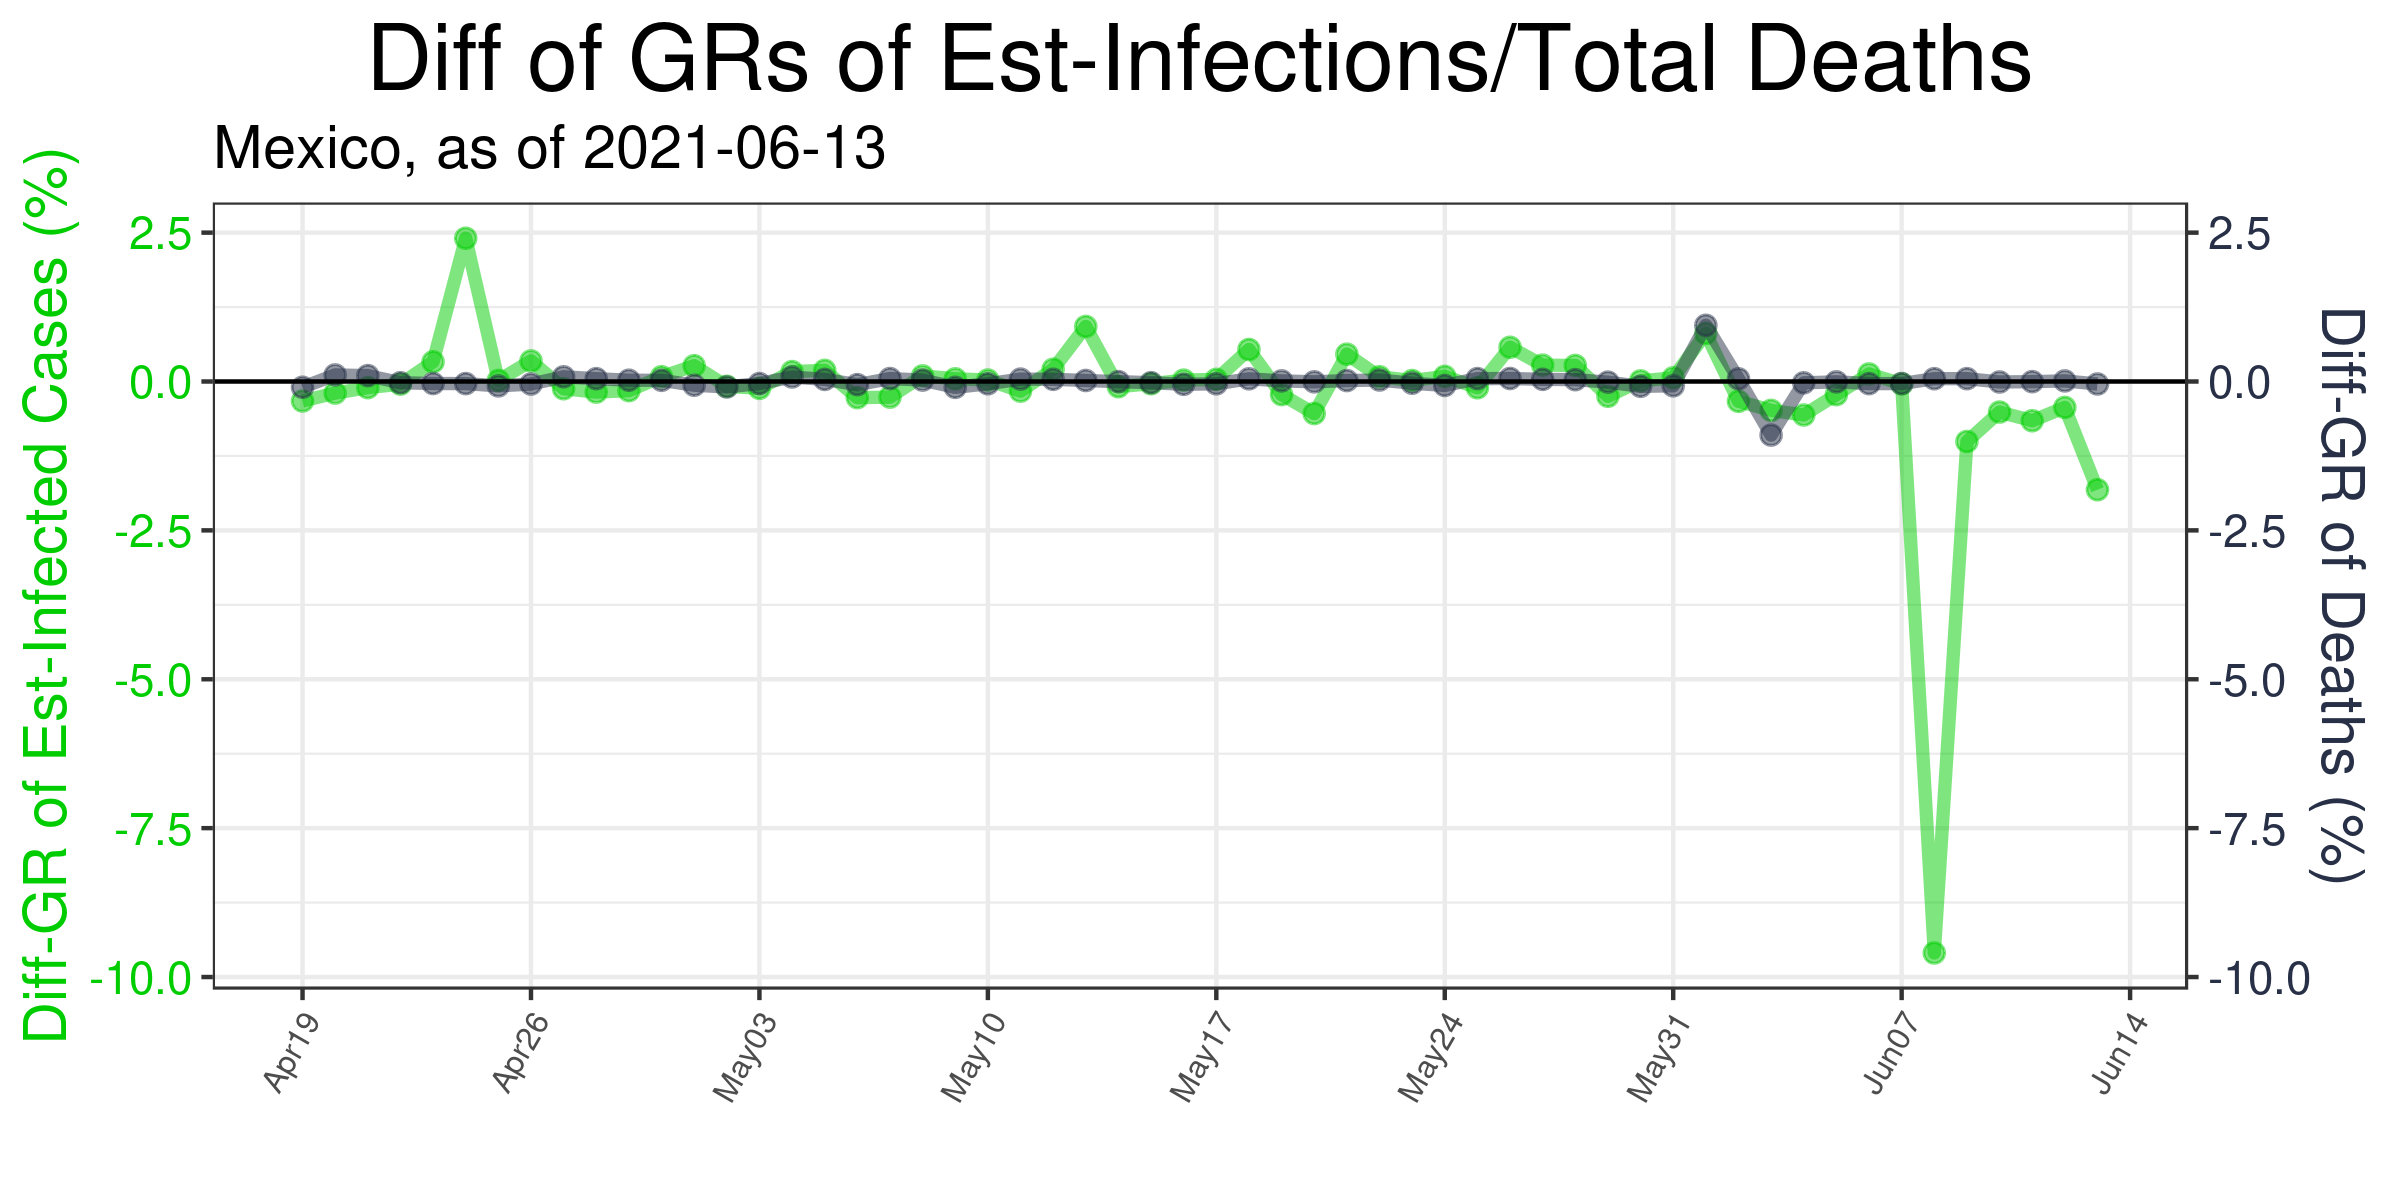 Diff of GRs of Est-Infections/Total Deaths
Mexico, as of 2021-06-13
Diff-GR of Est-Infected Cases (%)
2.5
0.0
-2.5
-5.0
-7.5
-10.0
2.5
0.0
-2.5
-5.0
-7.5
-10.0
Diff-GR of Deaths (%)
Apr19
Apr26
May03
May10
May17
May24
May31
Jun07
Jun14